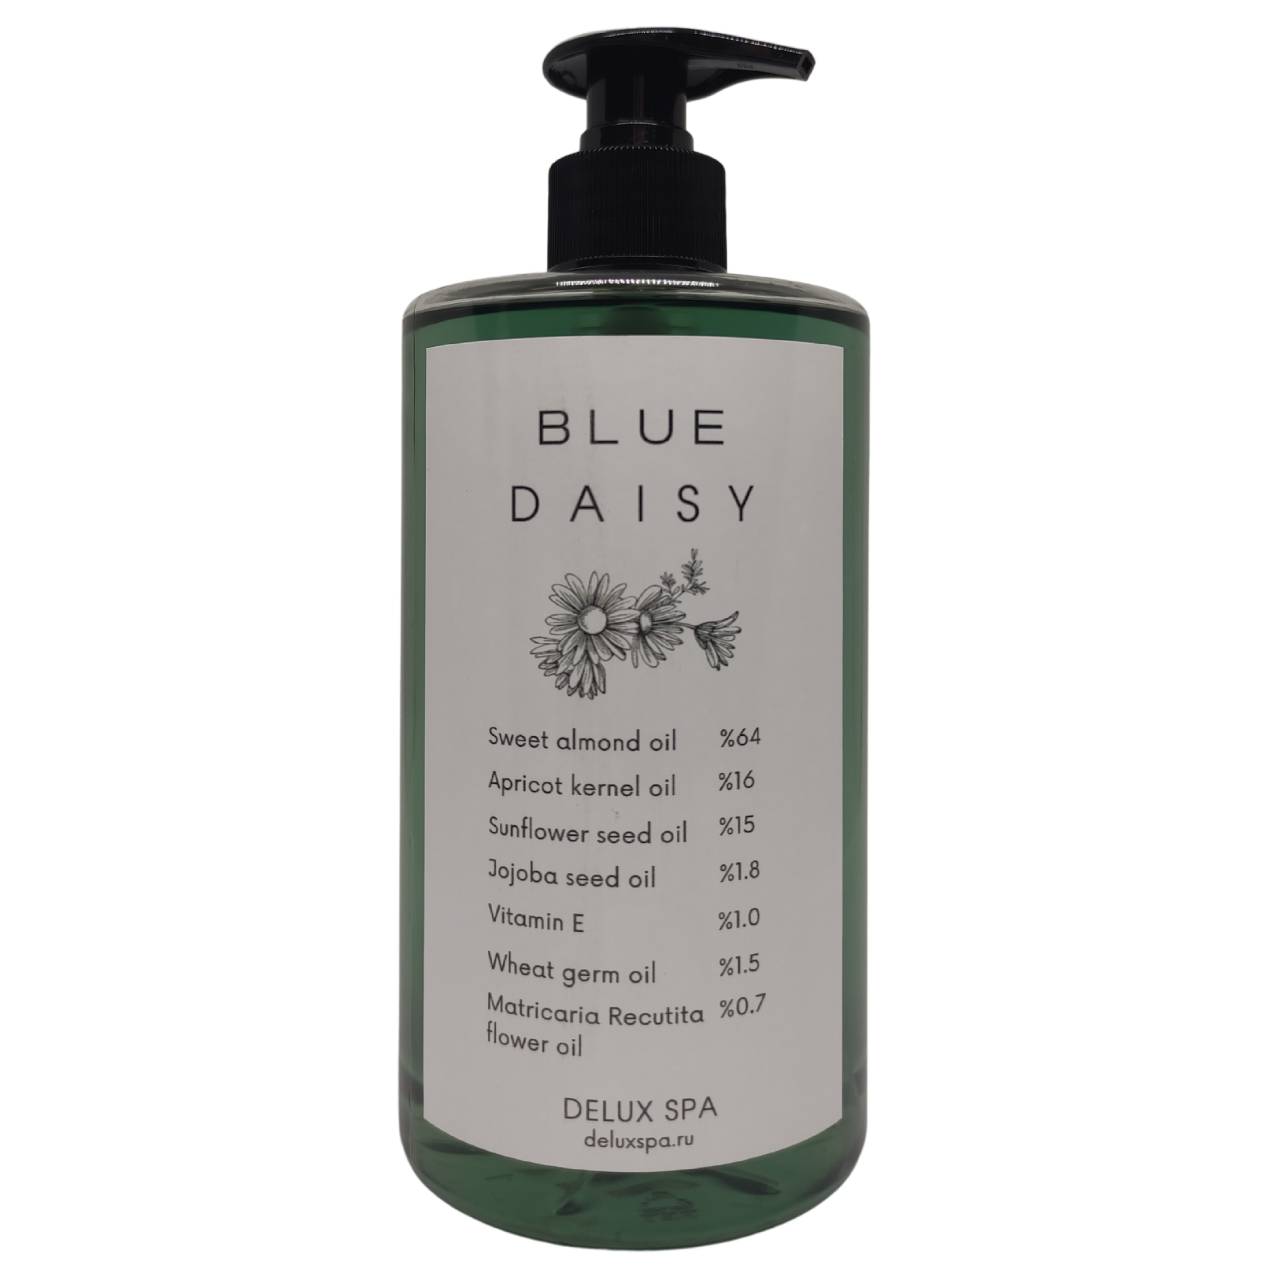 BLUE
DAISY
Sweet almond oil %64
Apricot kernel oil %16
Sunflower seed oil %15
Jojoba seed oil %1.8
Vitamin E %1.0
Wheat germ oil %1.5
Matricaria Recutita %0.7
flower oil
DELUX SPA
deluxspa.ru